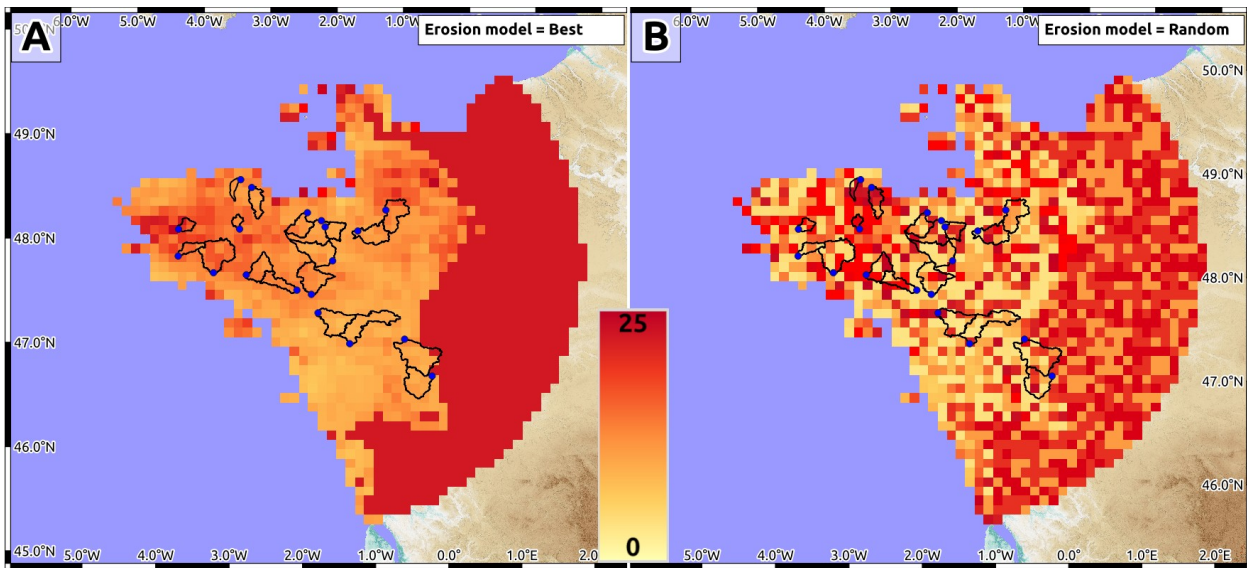 A
50.
6.0°W 5.0°W 4.0°W 3.0°W 2.0°W 1.0°W
Erosion model = Best
49.0°N
48.0°N
47.0°N
46.0°N
45.0°N
5.0°W 4.0°W 3.0°W 2.0°W 1.0°W 0.0° 1.0°E 2.0
25
0
B
6.0°W 5.0°W 4.0°W 3.0°W 2.0°W 1.0°W
Erosion model = Random
50.0°N
49.0°N
48.0°N
47.0°N
46.0°N
5.0°W 4.0°W 3.0°W 2.0°W 1.0°W 0.0° 1.0°E 2.0°E